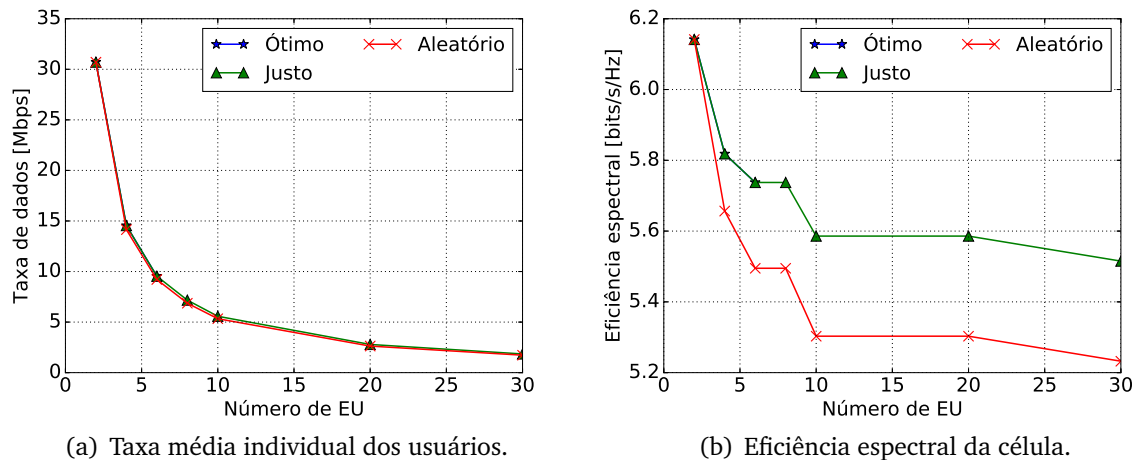 35
30
25
20
15
10
5
0
Taxa de dados [Mbps]
Ótimo
Justo
Aleatório
0 5 10 15 20 25 30
Número de EU
(a) Taxa média individual dos usuários.
6.2
6.0
5.8
5.6
5.4
5.2
Eficiência espectral [bits/s/Hz]
Ótimo
Justo
Aleatório
0 5 10 15 20 25 30
Número de EU
(b) Eficiência espectral da célula.